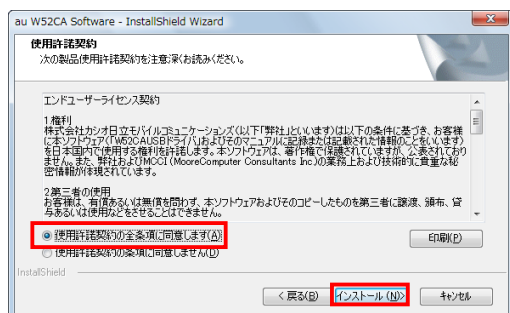 au W52CA Software - InstallShield Wizard
使用許諾契約
次の製品使用許諾契約を注意深くお読みください。
エンドユーザーライセンス契約
1.権利
株式会社カシオ日立モバイルコミュニケーションズ(以下「弊社」といいます)は以下の条件に基づき、お客様
に本ソフトウェア(「W52CAUSBドライバ」およびそのマニュアルに記録または記載された情報のことをいいます)
を日本国内で使用する権利を許諾します。本ソフトウェアは、著作権で保護されていますが、公表されており
ません。また、弊社およびMCCI (MooreComputer Consultants Inc.)の業務上および技術的に貴重な秘
密情報が体現されています。
2.第三者の使用
お客様は、有償あるいは無償を問わず、本ソフトウェアおよびそのコピーしたものを第三者に譲渡、頒布、貸
与あるいは使用などをさせることはできません。
使用許諾契約の全条項に同意します(A)
使用許諾契約の条項に同意しません(D)
印刷(P)
InstallShield
< 戻る(B)
インストール (N)>
キャンセル